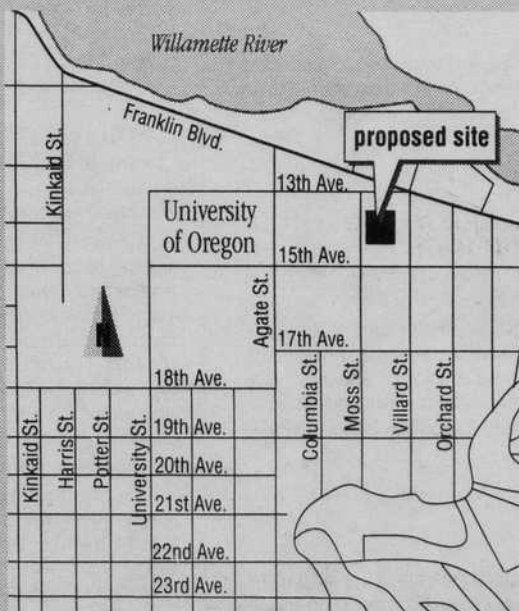 Willamette River
Franklin Blvd.
proposed site
Kinkaid St.
13th Ave.
University
of Oregon
15th Ave.
Agate St.
17th Ave.
18th Ave.
Columbia St.
Moss St.
Villard St.
Orchard St.
Kinkaid St.
Harris St.
Potter St.
University St.
19th Ave.
20th Ave.
21st Ave.
22nd Ave.
23rd Ave.